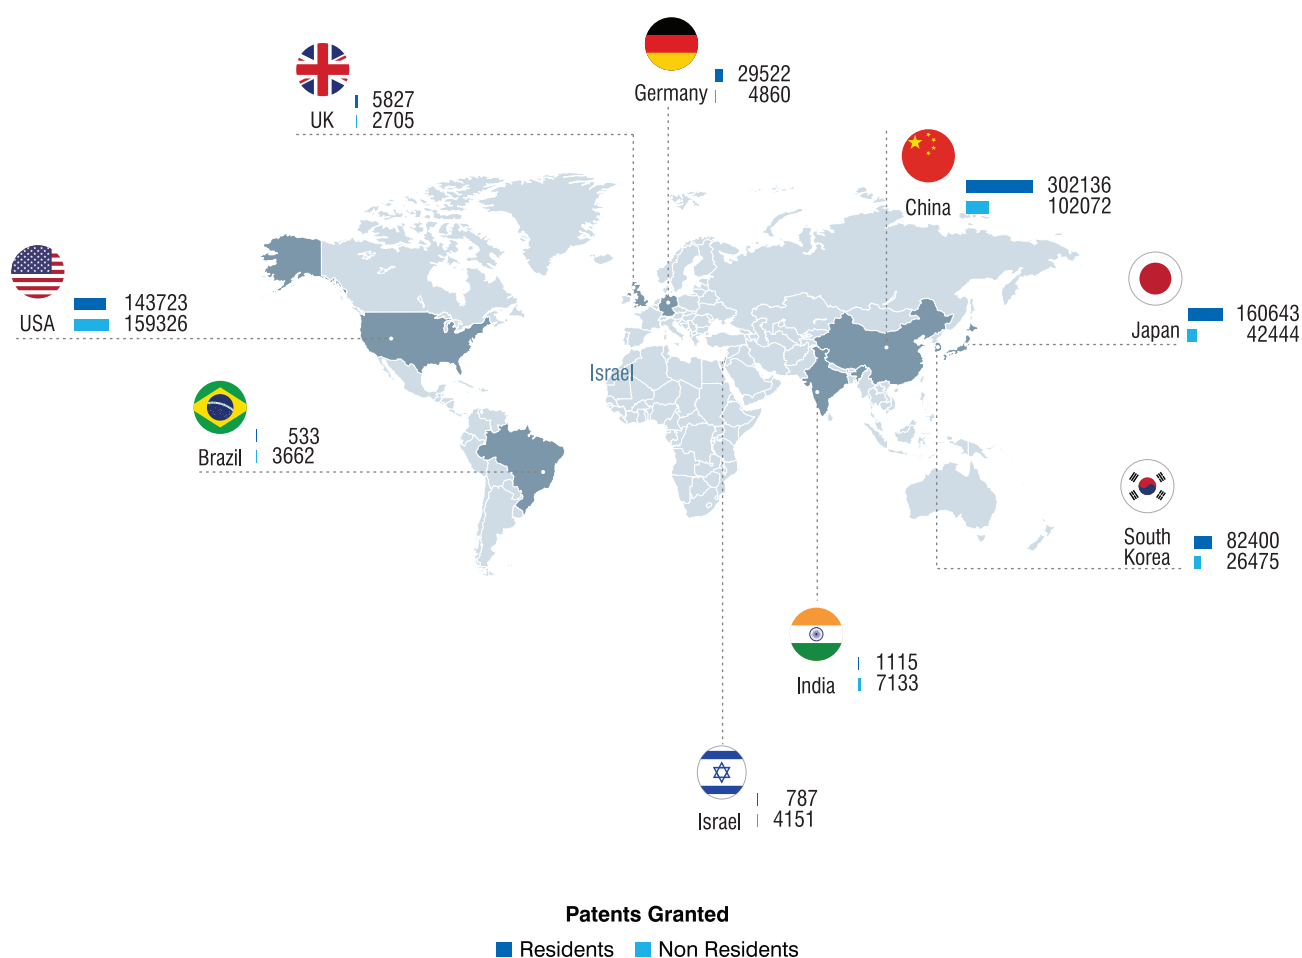 Germany
29522
4860
UK
5827
2705
China
302136
102072
USA
143723
159326
Japan
160643
42444
Israel
Brazil
533
3662
South
Korea
82400
26475
India
1115
7133
Israel
787
4151
Patents Granted
Residents
Non Residents